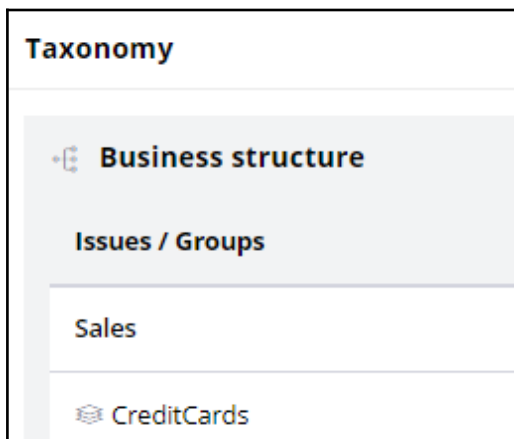 Taxonomy
Business structure
Issues / Groups
Sales
CreditCards